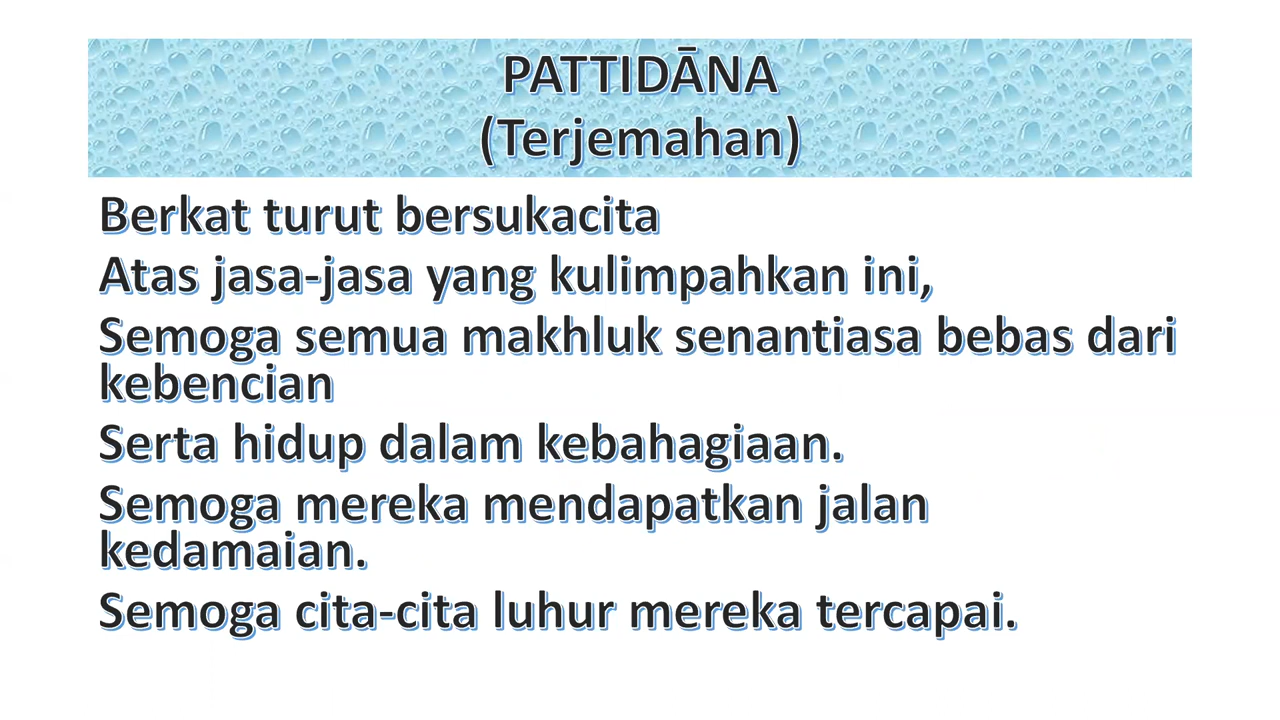 PATTIDĀNA
(Terjemahan)
Berkat turut bersukacita
Atas jasa-jasa yang kulimpahkan ini,
Semoga semua makhluk senantiasa bebas dari
kebencian
Serta hidup dalam kebahagiaan.
Semoga mereka mendapatkan jalan
kedamaian.
Semoga cita-cita luhur mereka tercapai.